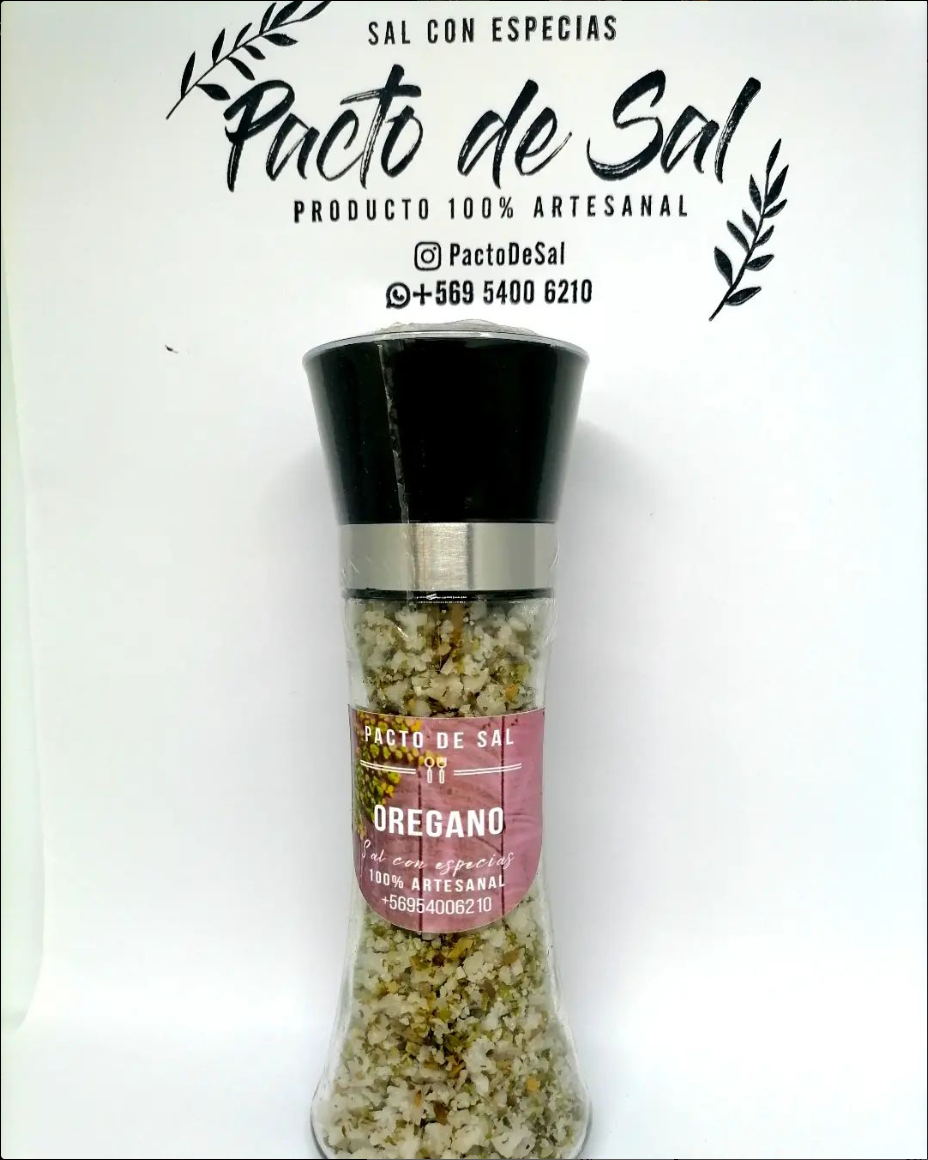 SAL CON ESPECIAS
Pacto de Sal
PRODUCTO 100% ARTESANAL
PactoDeSal
+569 5400 6210
PACTO DE SAL
OREGANO
Sal con especias
100% ARTESANAL
+56954006210